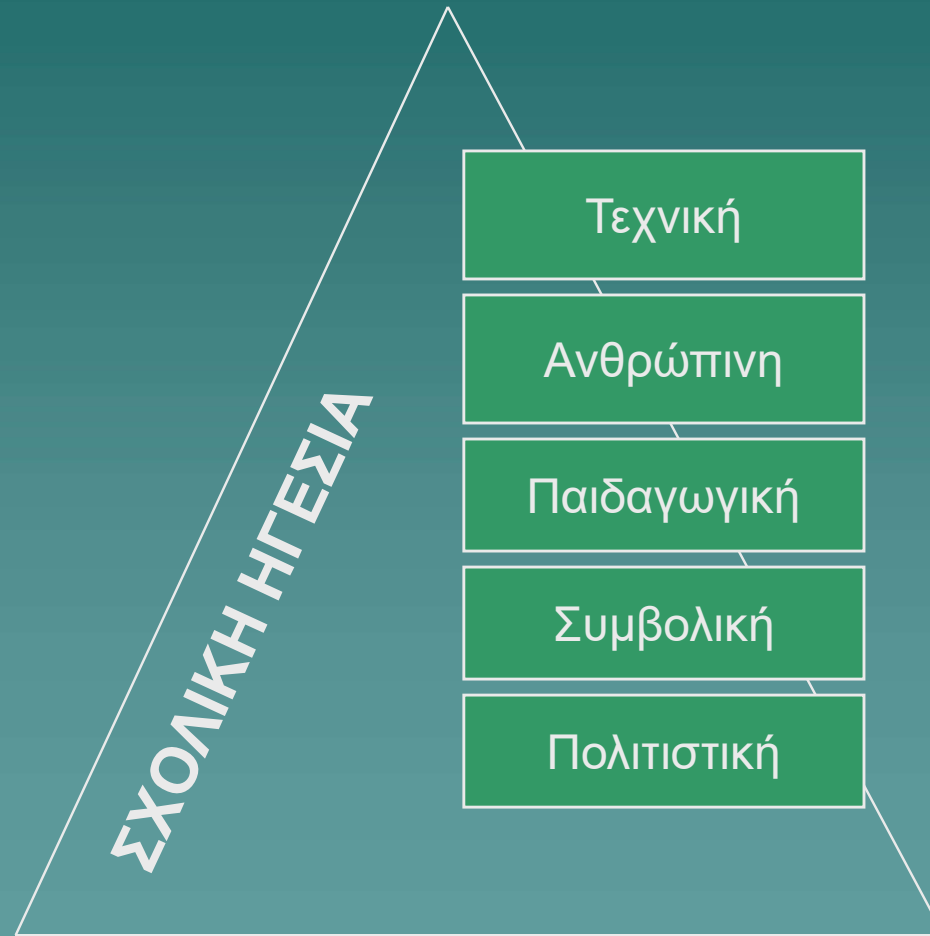 ΣΧΟΛΙΚΗ ΗΓΕΣΙΑ
Τεχνική
Ανθρώπινη
Παιδαγωγική
Συμβολική
Πολιτιστική